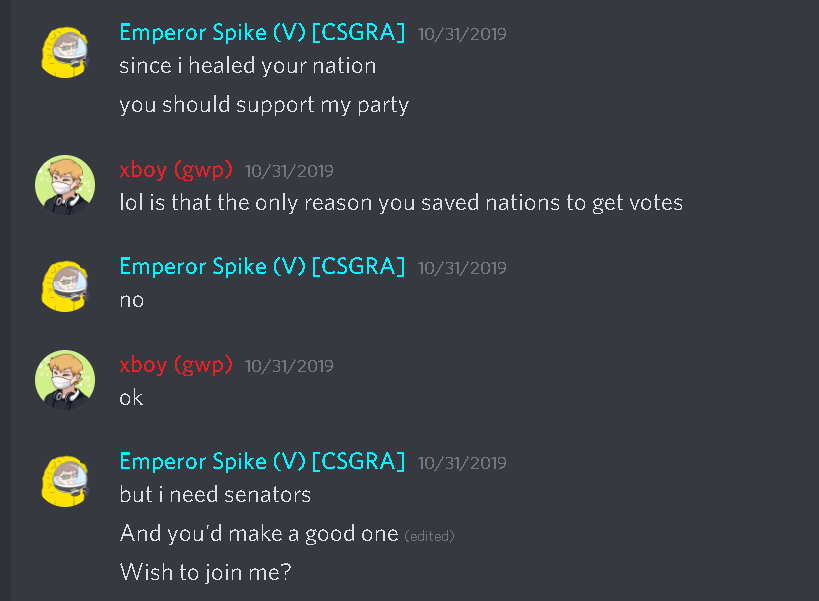 Emperor Spike (V) [CSGRA] 10/31/2019
since i healed your nation
you should support my party
xboy (gwp) 10/31/2019
lol is that the only reason you saved nations to get votes
Emperor Spike (V) [CSGRA] 10/31/2019
no
xboy (gwp) 10/31/2019
ok
Emperor Spike (V) [CSGRA] 10/31/2019
but i need senators
And you'd make a good one (edited)
Wish to join me?